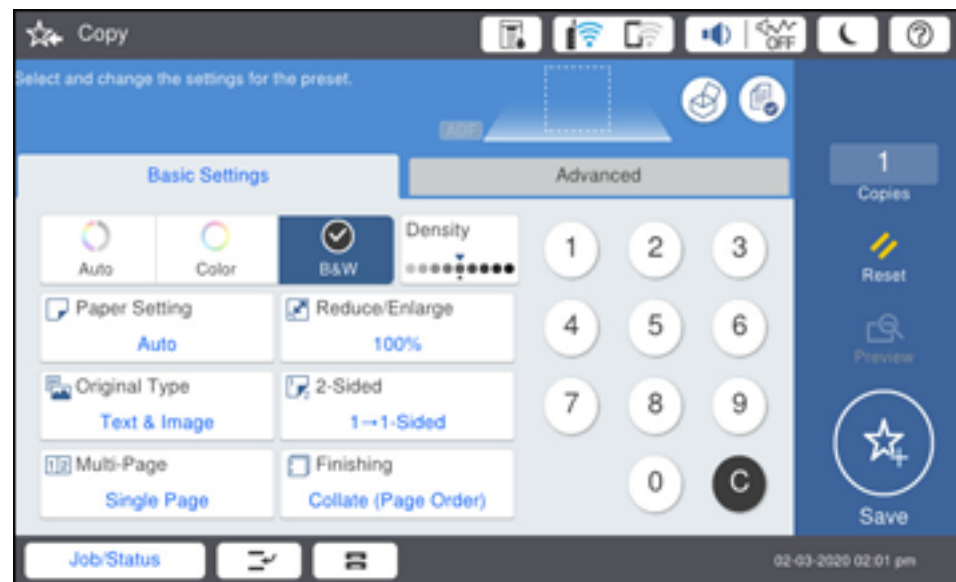 Copy
OFF
Select and change the settings for the preset.
ADF
Basic Settings
Advanced
1
Copies
Auto
Color
B&W
Density
1
2
3
Reset
Paper Setting
Auto
Reduce/Enlarge
100%
4
5
6
Preview
Original Type
Text & Image
2-Sided
1→1-Sided
7
8
9
Multi-Page
Single Page
Finishing
Collate (Page Order)
0
C
Save
Job/Status
02-03-2020 02:01 pm